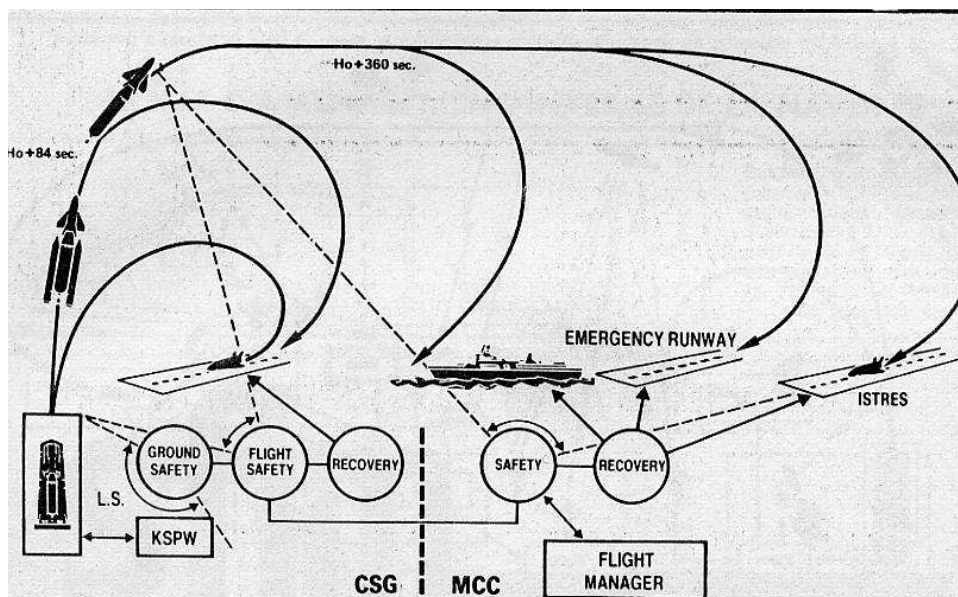 Ho+360 sec.
Ho+84 sec.
EMERGENCY RUNWAY
ISTRES
GROUND
SAFETY
FLIGHT
SAFETY
RECOVERY
SAFETY
RECOVERY
L.S.
KSPW
FLIGHT
MANAGER
CSG
MCC